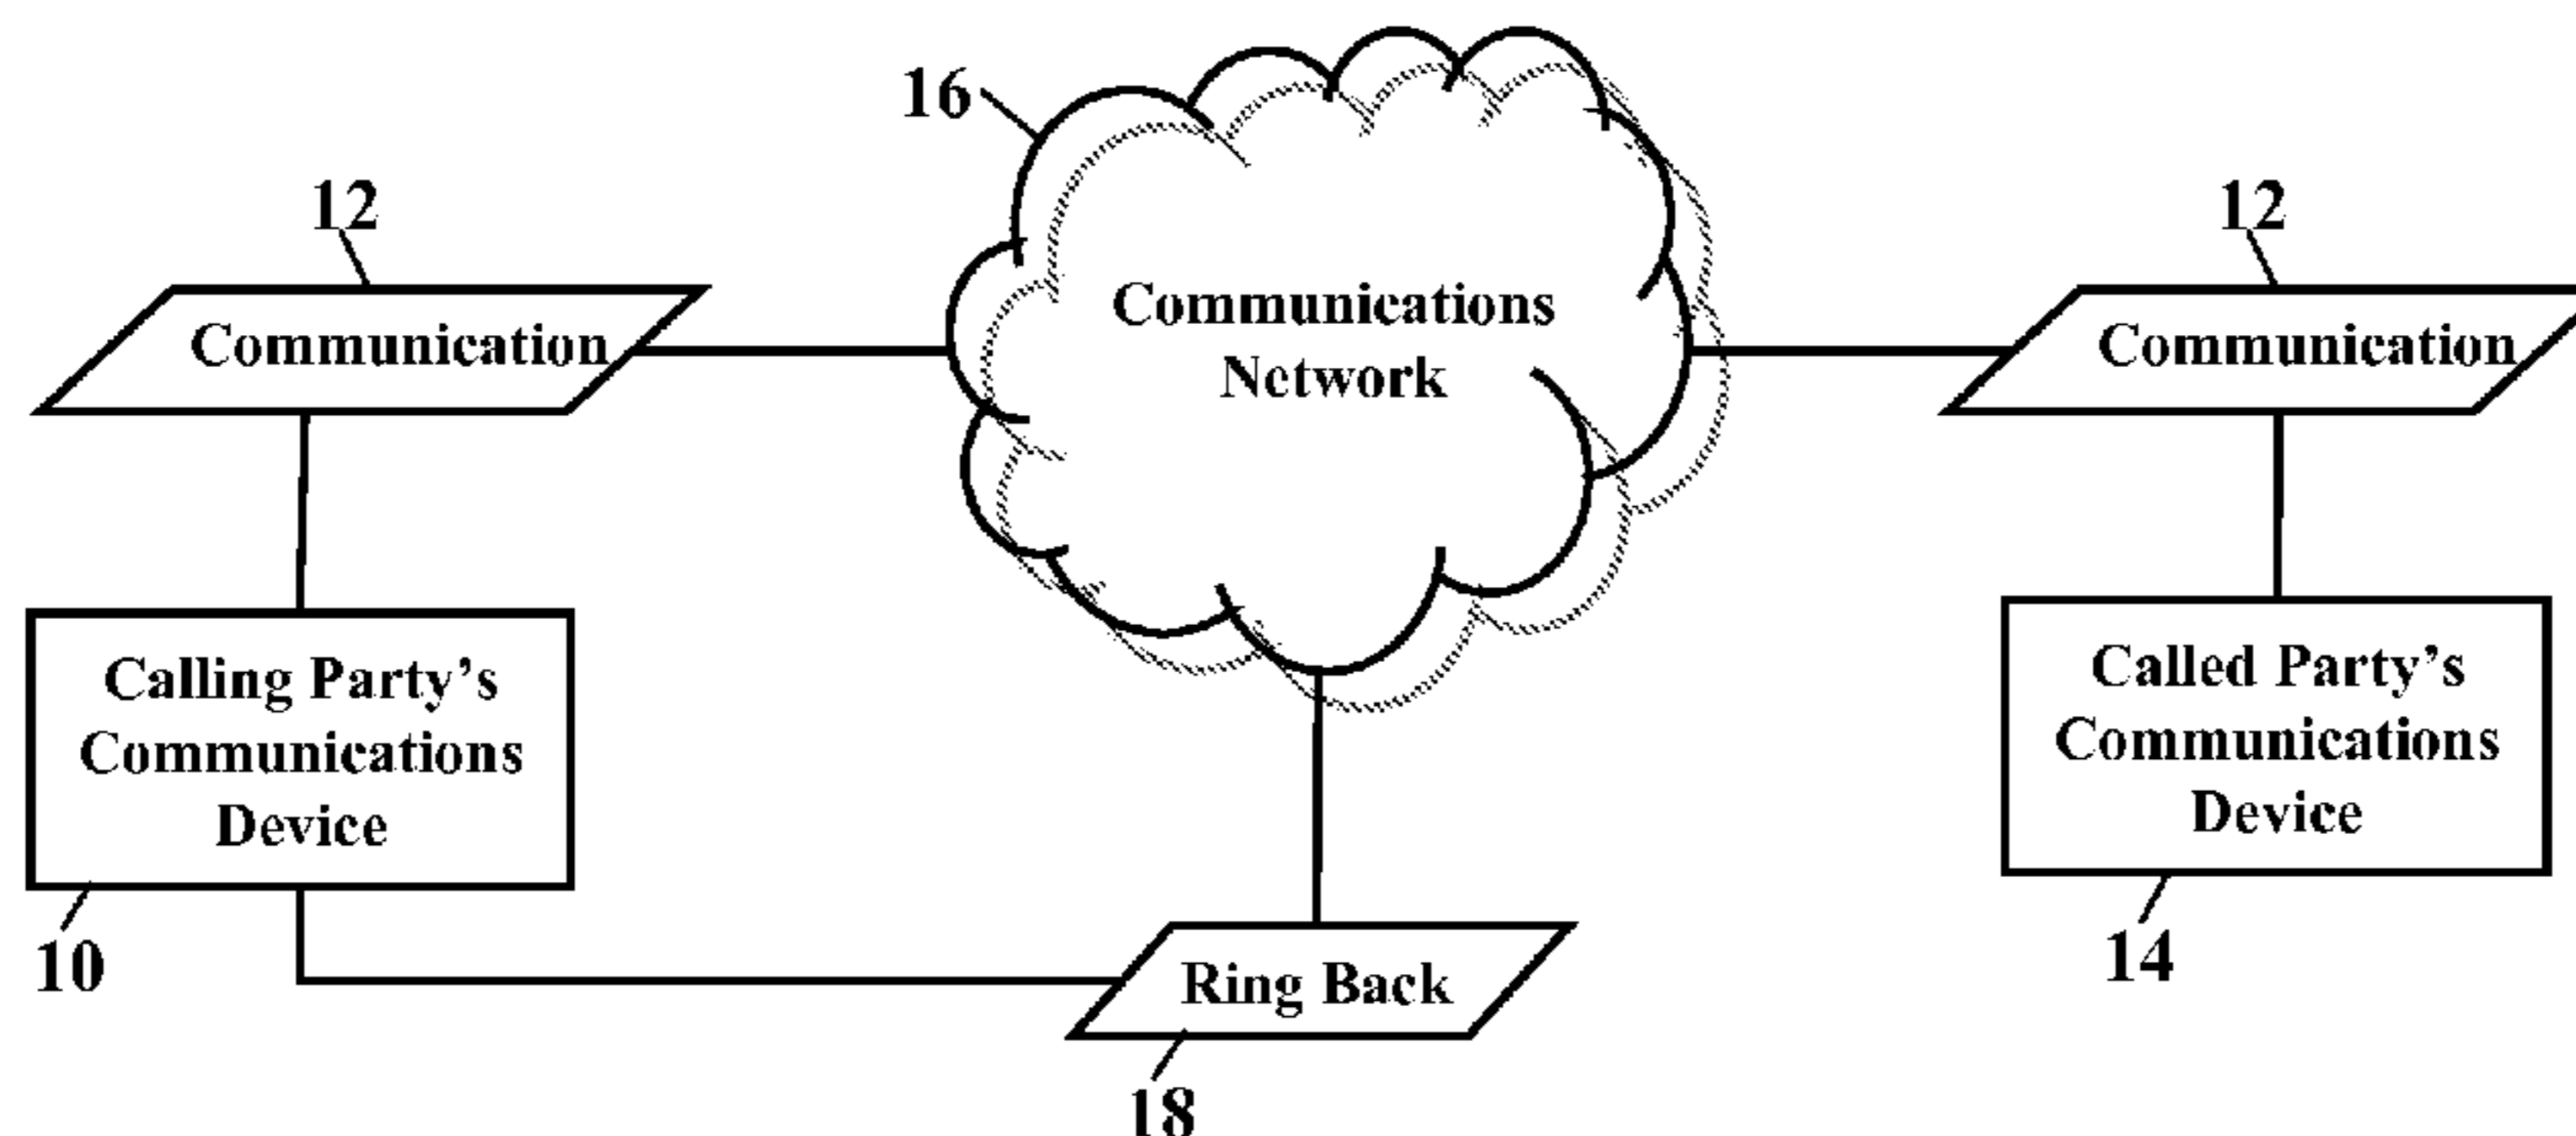 16
12
12
Communications
Network
Communication
Communication
Calling Party's
Communications
Device
Called Party's
Communications
Device
10
14
Ring Back
18